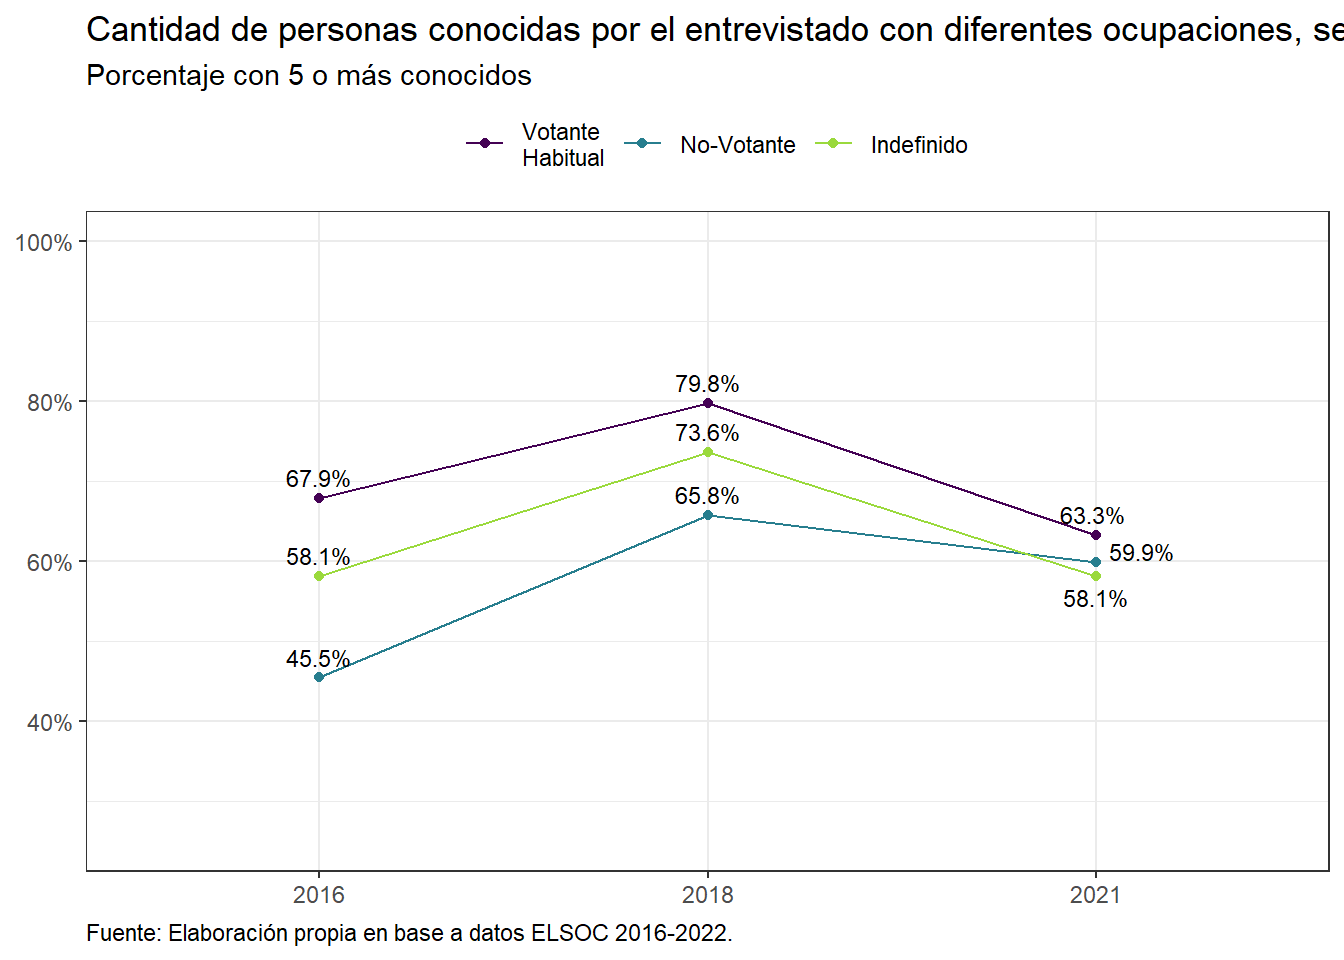 Cantidad de personas conocidas por el entrevistado con diferentes ocupaciones, se
Porcentaje con 5 o más conocidos
Votante
Habitual
No-Votante
Indefinido
100%
80%
60%
40%
79.8%
73.6%
67.9%
65.8%
63.3%
58.1%
59.9%
58.1%
45.5%
2016
2018
2021
Fuente: Elaboración propia en base a datos ELSOC 2016-2022.